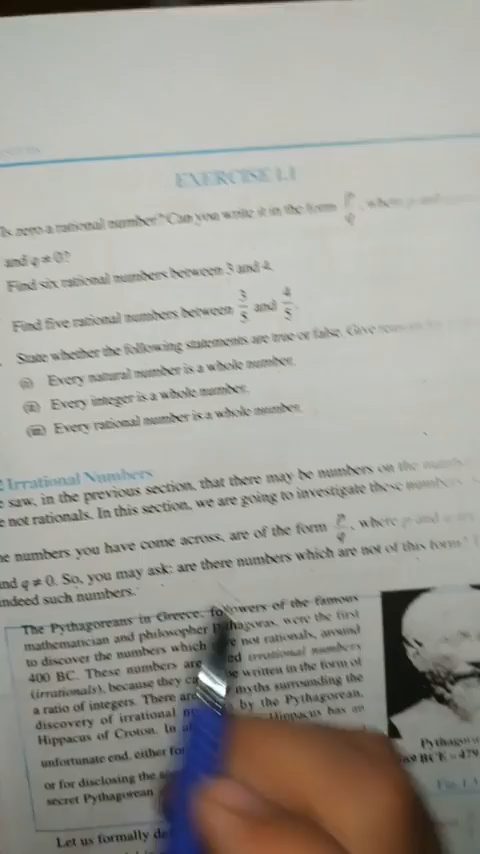 EXERCISE 1.1
Is zero a rational number? Can you write it in the form p/q, where p and
and q ≠ 0?
Find six rational numbers between 3 and 4.
Find five rational numbers between 3/5 and 4/5.
State whether the following statements are true or false. Give reasons
(i) Every natural number is a whole number.
(ii) Every integer is a whole number.
(iii) Every rational number is a whole number.
Irrational Numbers
saw, in the previous section, that there may be numbers on the
not rationals. In this section, we are going to investigate these numbers.
numbers you have come across, are of the form p/q, where p and
and q ≠ 0. So, you may ask: are there numbers which are not of this form?
indeed such numbers.
The Pythagoreans in Greece, followers of the famous
mathematician and philosopher Pythagoras, were the first
to discover the numbers which not rationals, around
400 BC. These numbers are irrational numbers
(irrationals), because they written in the form of
a ratio of integers. There are myths surrounding the
discovery of irrational by the Pythagorean,
Hippacus of Croton. In Hippacus has an
unfortunate end, either for
or for disclosing the
secret Pythagorean
Let us formally